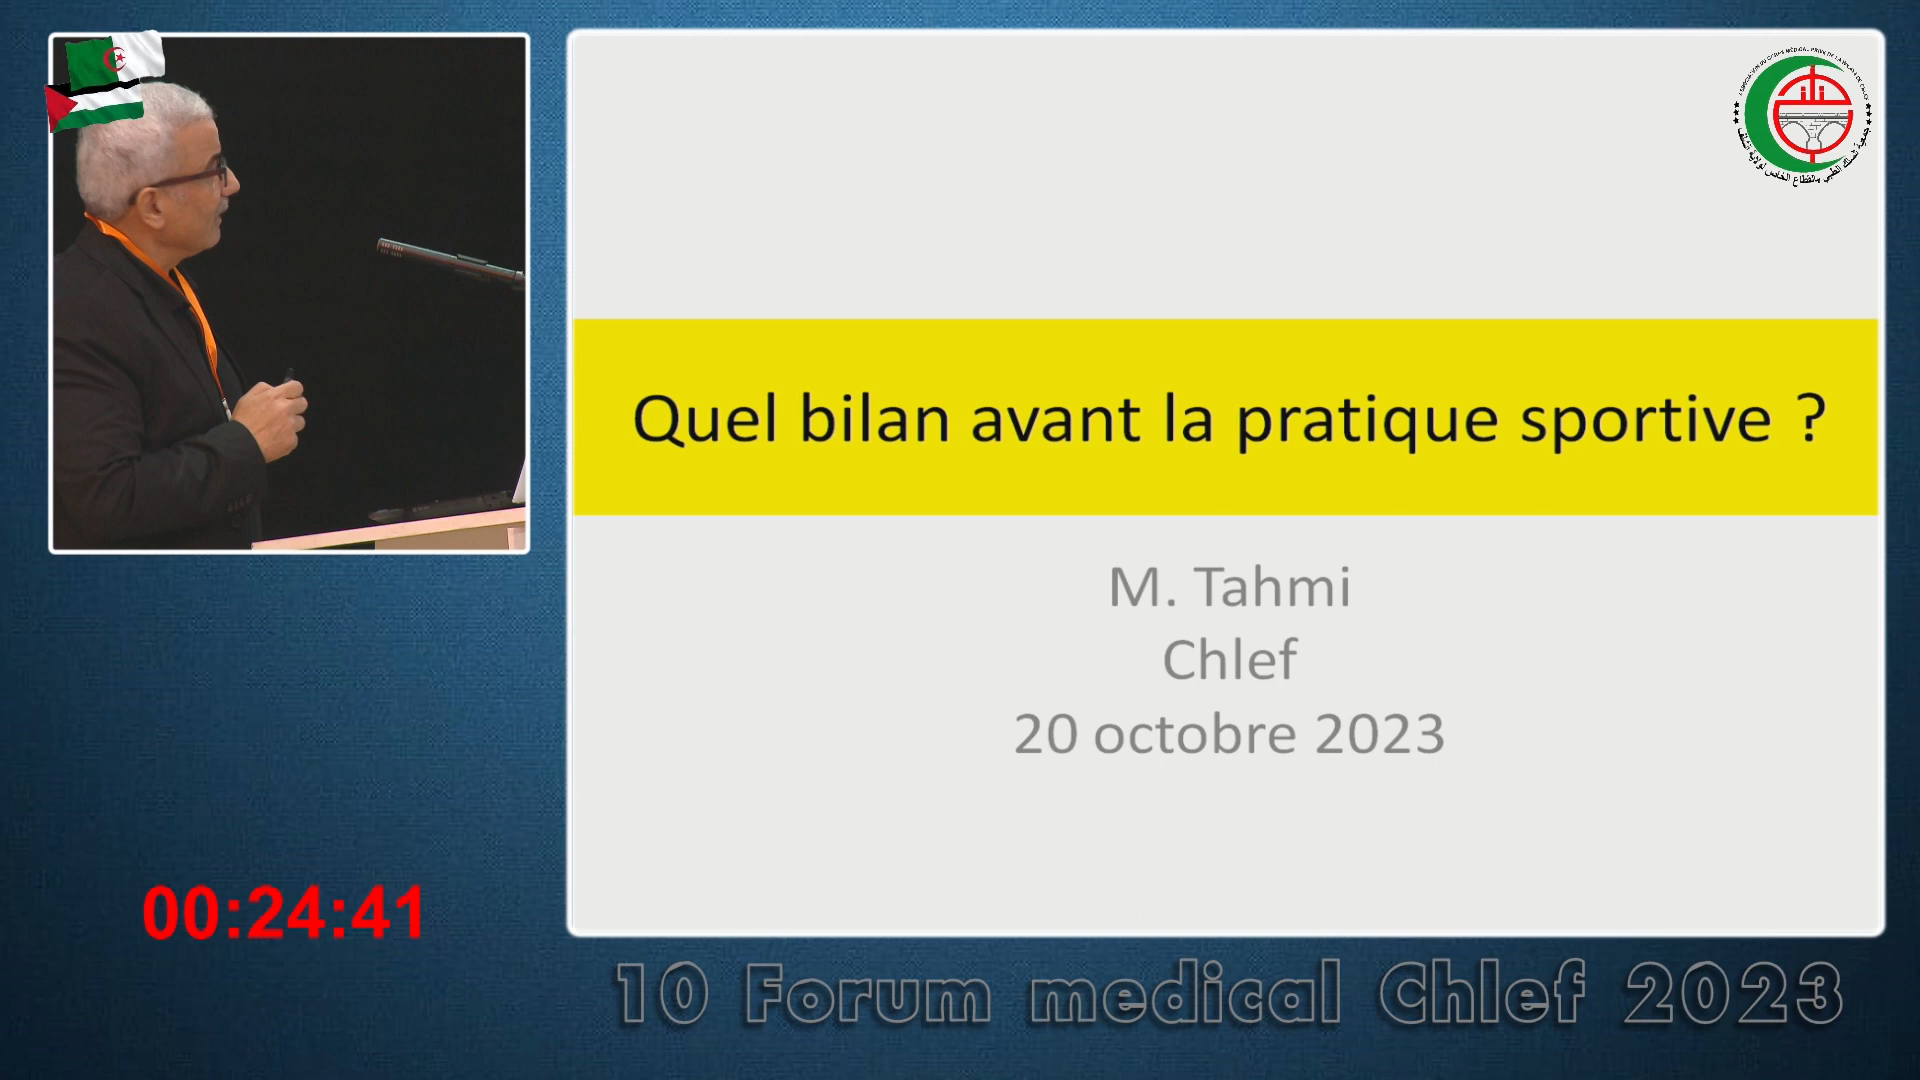 Quel bilan avant la pratique sportive ?
M. Tahmi
Chlef
20 octobre 2023
00:24:41
10 Forum medical Chlef 2023